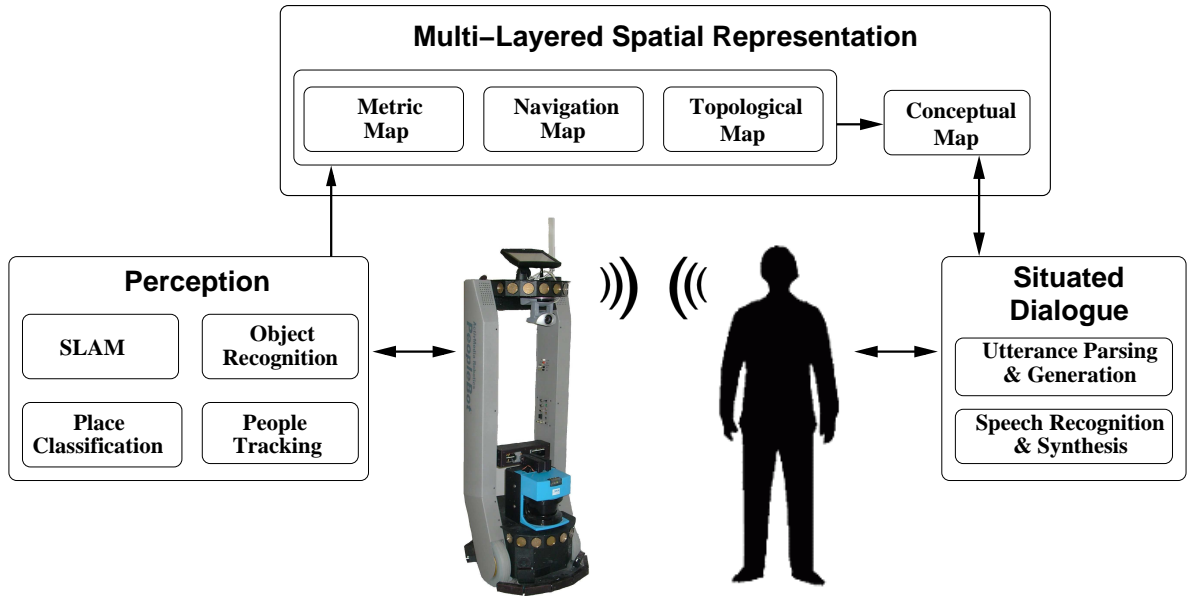 Multi–Layered Spatial Representation
Metric
Map
Navigation
Map
Topological
Map
Conceptual
Map
Perception
SLAM
Object
Recognition
Place
Classification
People
Tracking
PeopleBot
Situated
Dialogue
Utterance Parsing
& Generation
Speech Recognition
& Synthesis